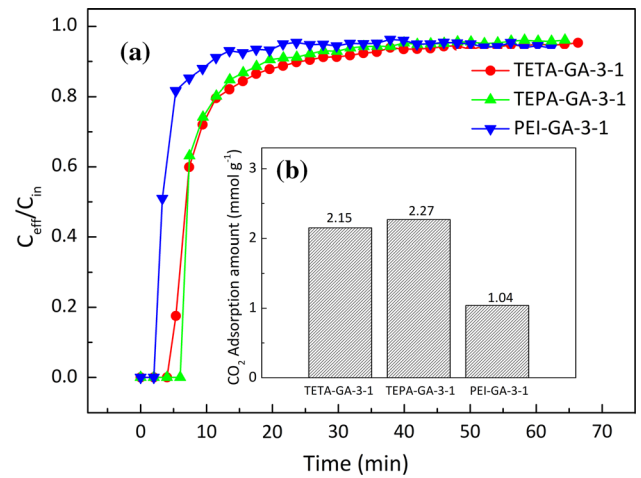 (a)
TETA-GA-3-1
TEPA-GA-3-1
PEI-GA-3-1
C_eff/C_in
1.0
0.8
0.6
0.4
0.2
0.0
0 10 20 30 40 50 60 70
Time (min)
(b)
CO₂ Adsorption amount (mmol g⁻¹)
3
2
1
0
2.15
2.27
1.04
TETA-GA-3-1 TEPA-GA-3-1 PEI-GA-3-1